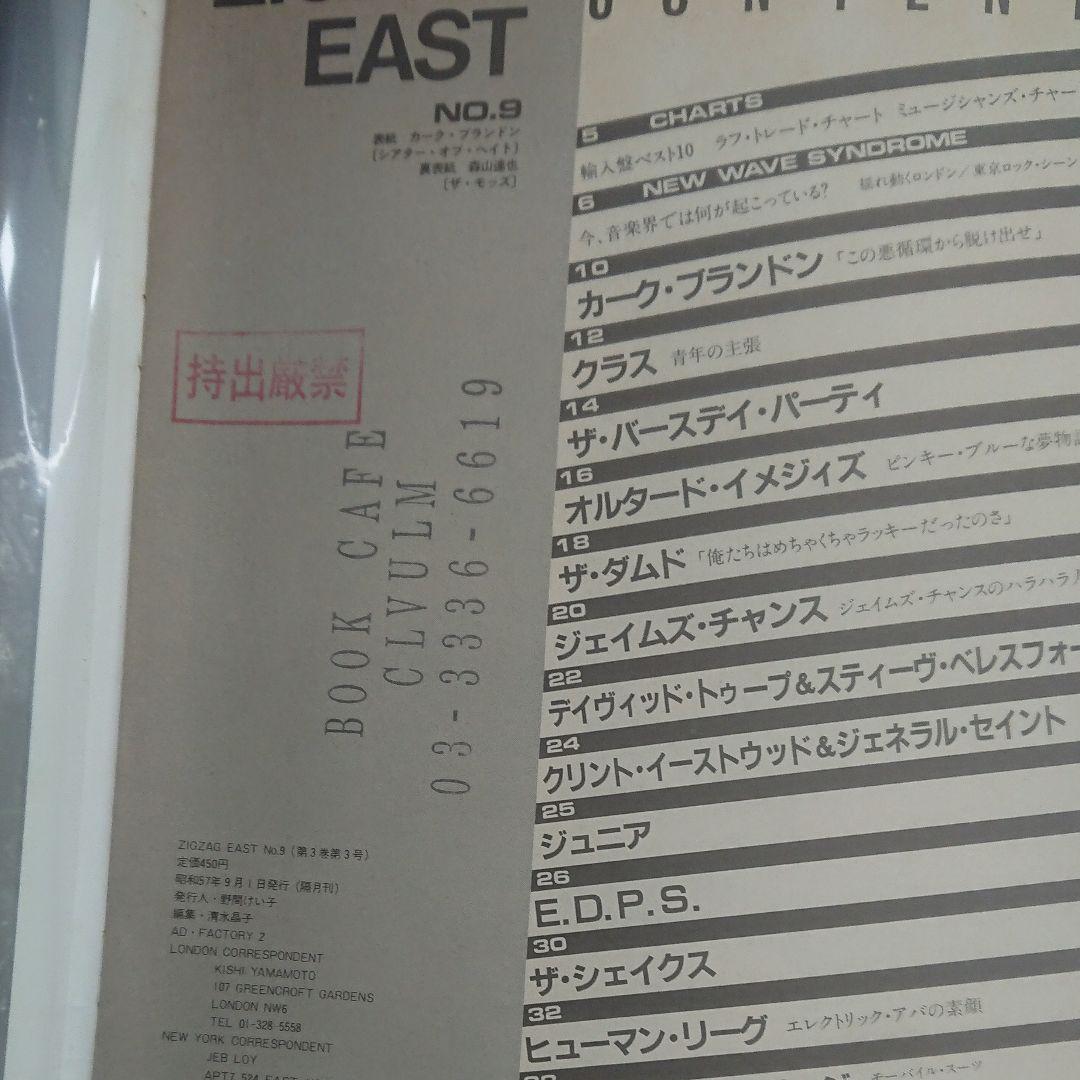 EAST
NO.9
表紙 カーク・ブランドン
〔シアター・オブ・ヘイト〕
裏表紙 森山達也
〔ザ・モッズ〕
持出厳禁
BOOK CAFE
CLVULM
03-3336-6619
ZIGZAG EAST No.9（第3巻第3号）
定価450円
昭和57年9月1日発行（隔月刊）
発行人・野間けい子
編集・清水晶子
AD・FACTORY 2
LONDON CORRESPONDENT
KISHI YAMAMOTO
107 GREENCROFT GARDENS
LONDON NW6
TEL 01-328-5558
NEW YORK CORRESPONDENT
JEB LOY
APT7 524 EAST
5 CHARTS
輸入盤ベスト10 ラフ・トレード・チャート ミュージシャンズ・チャー
6 NEW WAVE SYNDROME
今、音楽界では何が起こっている? 揺れ動くロンドン/東京ロック・シーン
10
カーク・ブランドン 「この悪循環から脱け出せ」
12
クラス 青年の主張
14
ザ・バースデイ・パーティ
16
オルタード・イメジィズ ピンキー・ブルーな夢物語
18
ザ・ダムド 「俺たちはめちゃくちゃラッキーだったのさ」
20
ジェイムズ・チャンス ジェイムズ・チャンスのハラハラ
22
デイヴィッド・トゥープ&スティーヴ・ベレスフォー
24
クリント・イーストウッド&ジェネラル・セイント
25
ジュニア
26
E.D.P.S.
30
ザ・シェイクス
32
ヒューマン・リーグ エレクトリック・アバの素顔
モーバイル・スーツ